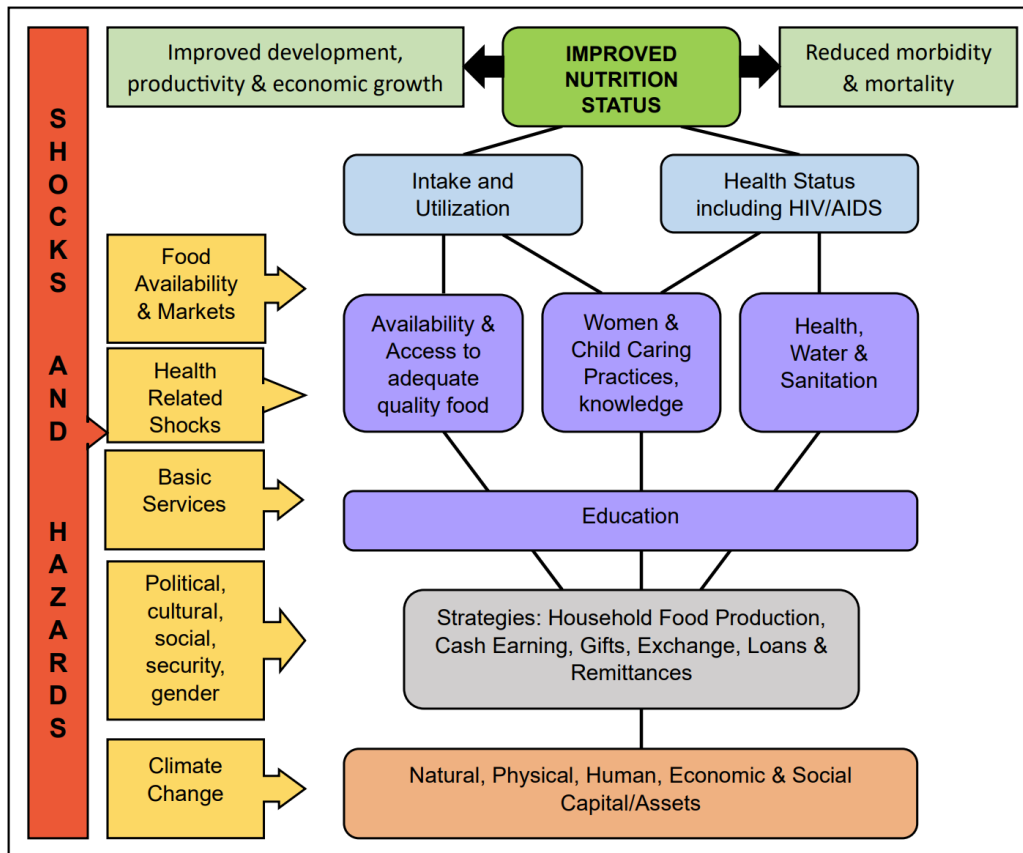 SHOCKS AND HAZARDS
Improved development,
productivity & economic growth
IMPROVED
NUTRITION
STATUS
Reduced morbidity
& mortality
Intake and
Utilization
Health Status
including HIV/AIDS
Food
Availability
& Markets
Availability &
Access to
adequate
quality food
Women &
Child Caring
Practices,
knowledge
Health,
Water &
Sanitation
Health
Related
Shocks
Basic
Services
Education
Political,
cultural,
social,
security,
gender
Strategies: Household Food Production,
Cash Earning, Gifts, Exchange, Loans &
Remittances
Climate
Change
Natural, Physical, Human, Economic & Social
Capital/Assets